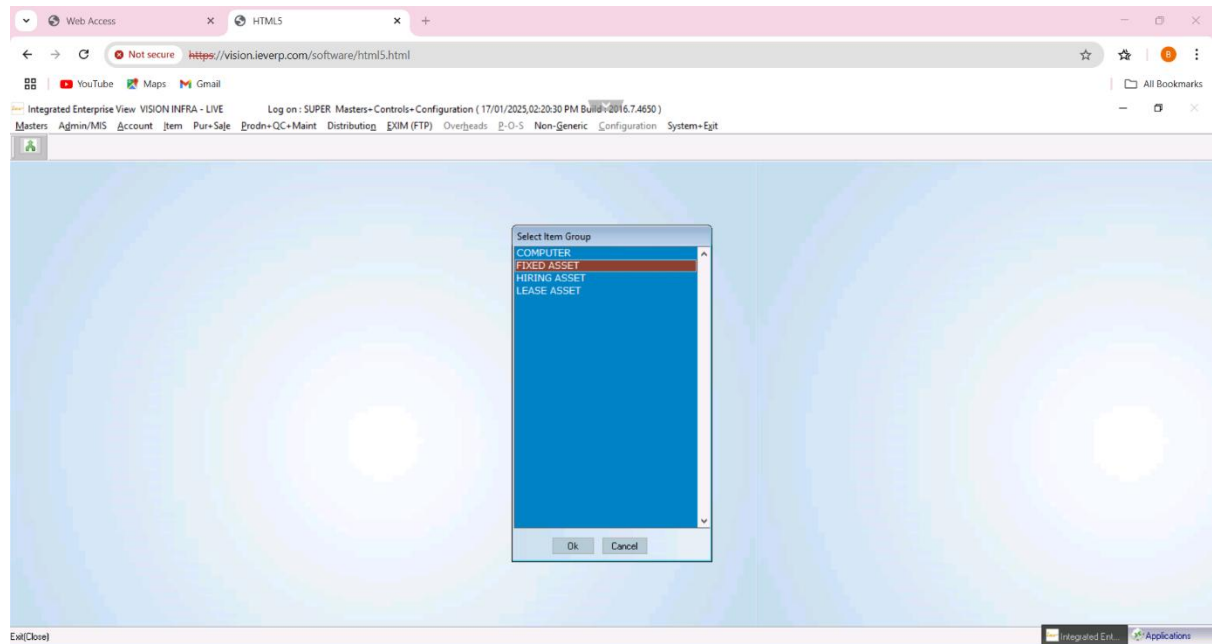 Web Access
HTML5
Not secure https://vision.ieverp.com/software/html5.html
B
YouTube Maps Gmail
All Bookmarks
Integrated Enterprise View VISION INFRA - LIVE Log on : SUPER Masters+Controls+Configuration ( 17/01/2025,02:20:30 PM Build : 2016.7.4650 )
Masters Admin/MIS Account Item Pur+Sale Prodn+QC+Maint Distribution EXIM (FTP) Overheads P-O-S Non-Generic Configuration System+Exit
Select Item Group
COMPUTER
FIXED ASSET
HIRING ASSET
LEASE ASSET
Ok Cancel
Exit(Close)
Integrated Ent... Applications